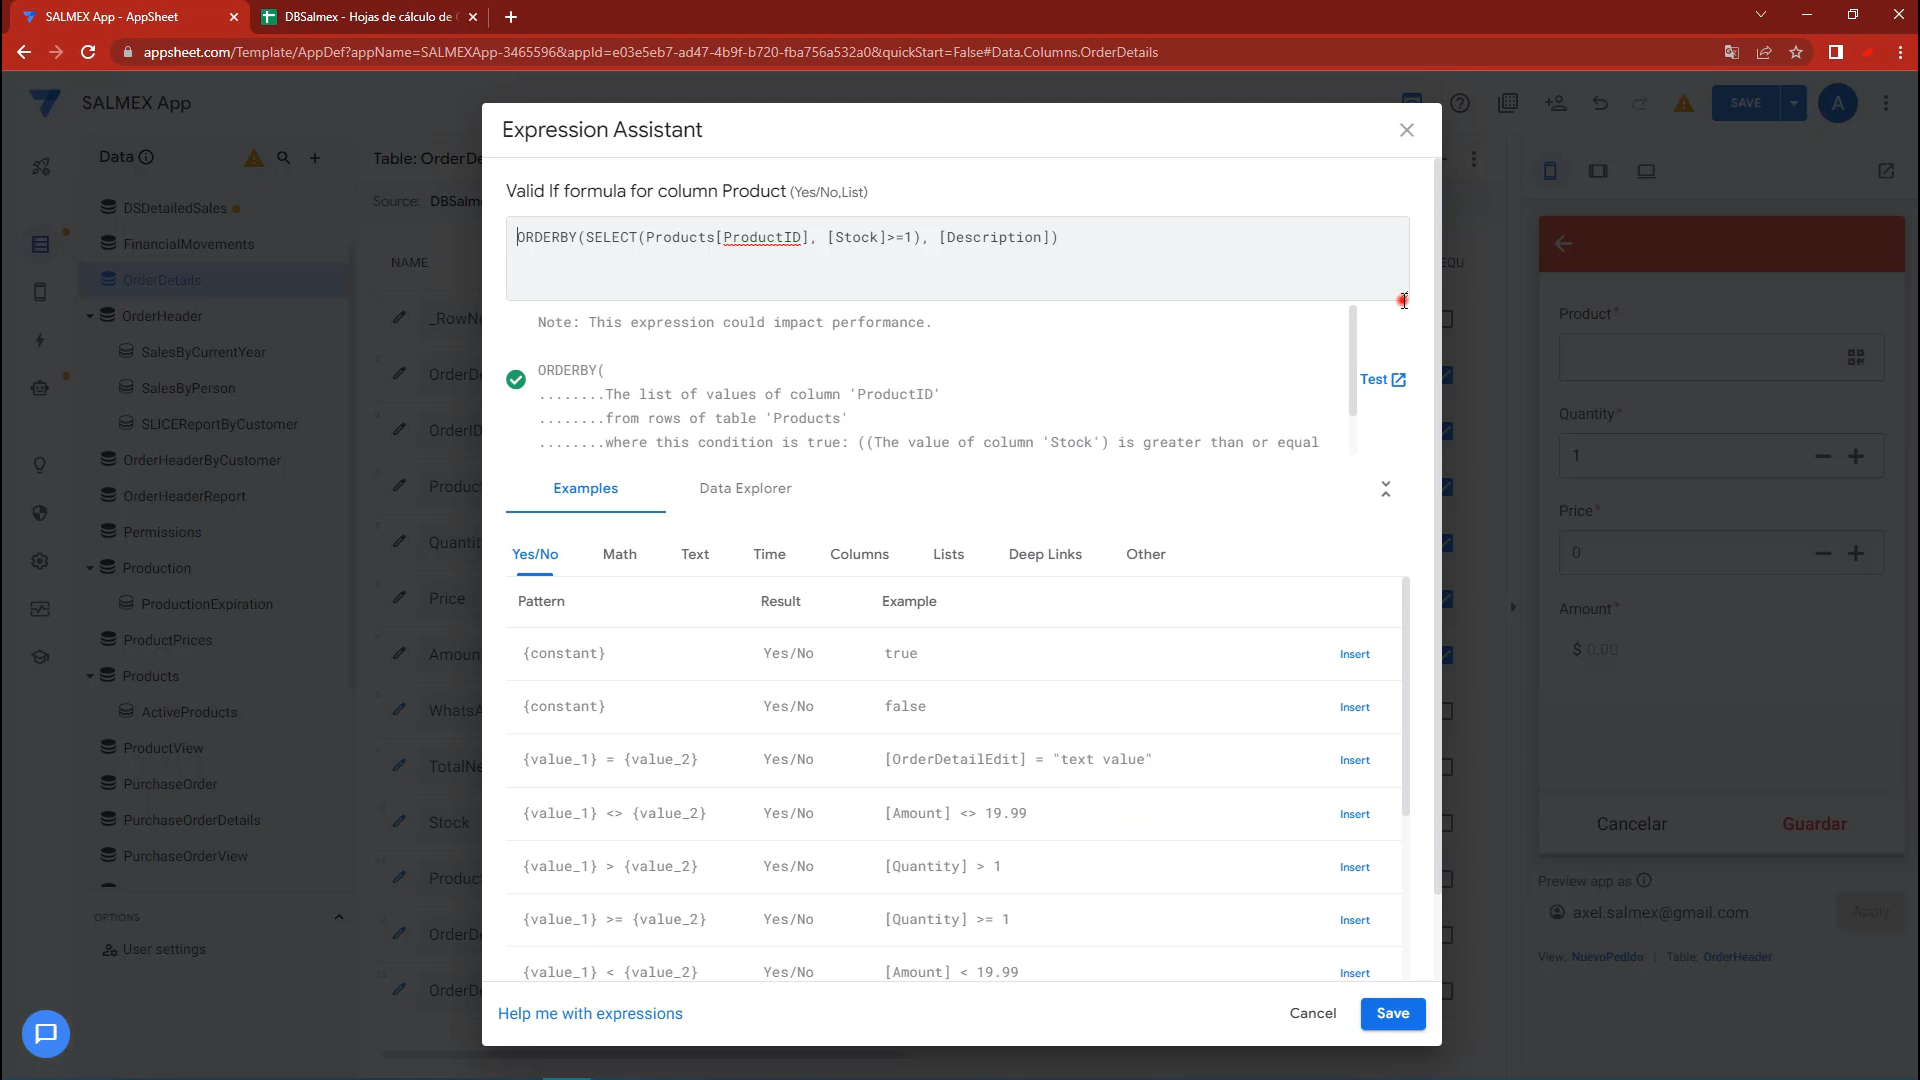 SALMEX App - AppSheet
DBSalmex - Hojas de cálculo de
appsheet.com/Template/AppDef?appName=SALMEXApp-3465596&appId=e03e5eb7-ad47-4b9f-b720-fba756a532a0&quickStart=False#Data.Columns.OrderDetails
SALMEX App
SAVE
A
Data
Table: OrderDe
Source: DBSalm
NAME
EQU
DSDetailedSales
FinancialMovements
OrderDetails
OrderHeader
SalesByCurrentYear
SalesByPerson
SLICEReportByCustomer
OrderHeaderByCustomer
OrderHeaderReport
Permissions
Production
ProductionExpiration
ProductPrices
Products
ActiveProducts
ProductView
PurchaseOrder
PurchaseOrderDetails
PurchaseOrderView
OPTIONS
User settings
_RowN
OrderD
OrderID
Produc
Quantit
Price
Amoun
WhatsA
TotalNe
Stock
Produc
OrderD
OrderD
Expression Assistant
Valid If formula for column Product (Yes/No,List)
ORDERBY(SELECT(Products[ProductID], [Stock]>=1), [Description])
Note: This expression could impact performance.
ORDERBY(
........The list of values of column 'ProductID'
........from rows of table 'Products'
........where this condition is true: ((The value of column 'Stock') is greater than or equal
Test
Examples
Data Explorer
Yes/No Math Text Time Columns Lists Deep Links Other
Pattern Result Example
{constant} Yes/No true Insert
{constant} Yes/No false Insert
{value_1} = {value_2} Yes/No [OrderDetailEdit] = "text value" Insert
{value_1} <> {value_2} Yes/No [Amount] <> 19.99 Insert
{value_1} > {value_2} Yes/No [Quantity] > 1 Insert
{value_1} >= {value_2} Yes/No [Quantity] >= 1 Insert
{value_1} < {value_2} Yes/No [Amount] < 19.99 Insert
Help me with expressions
Cancel
Save
Product*
Quantity*
1
Price*
0
Amount*
$ 0.00
Cancelar
Guardar
Preview app as
axel.salmex@gmail.com
Apply
View: NuevoPedido | Table: OrderHeader